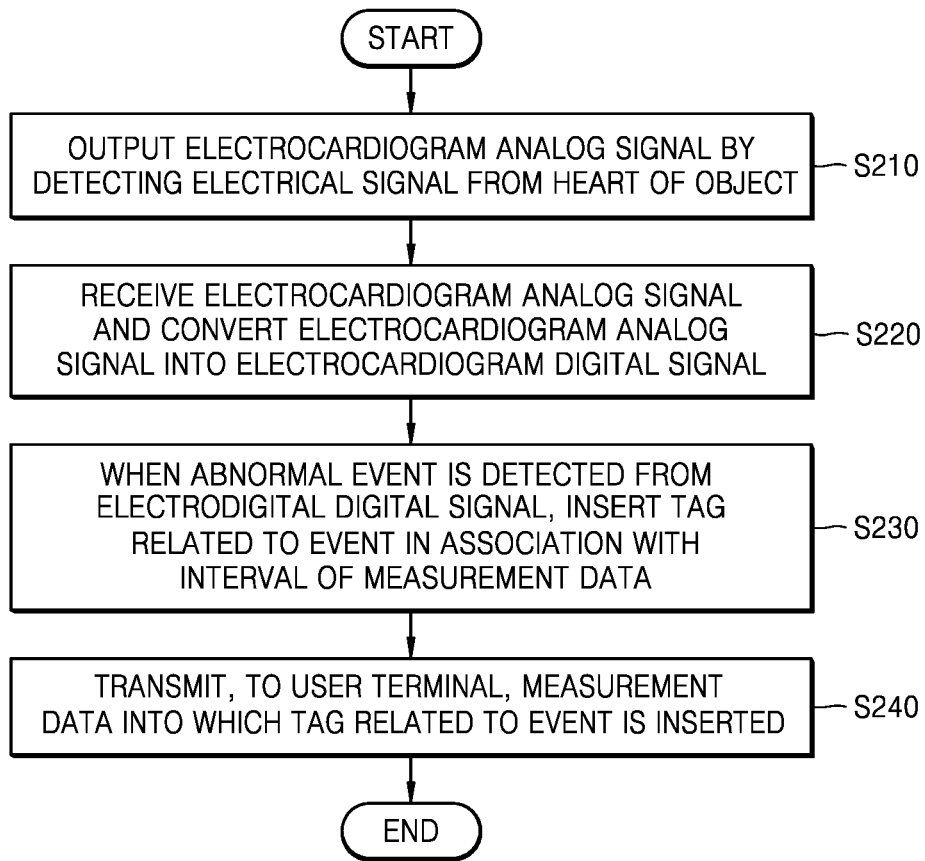 START
OUTPUT ELECTROCARDIOGRAM ANALOG SIGNAL BY
DETECTING ELECTRICAL SIGNAL FROM HEART OF OBJECT
S210
RECEIVE ELECTROCARDIOGRAM ANALOG SIGNAL
AND CONVERT ELECTROCARDIOGRAM ANALOG
SIGNAL INTO ELECTROCARDIOGRAM DIGITAL SIGNAL
S220
WHEN ABNORMAL EVENT IS DETECTED FROM
ELECTRODIGITAL DIGITAL SIGNAL, INSERT TAG
RELATED TO EVENT IN ASSOCIATION WITH
INTERVAL OF MEASUREMENT DATA
S230
TRANSMIT, TO USER TERMINAL, MEASUREMENT
DATA INTO WHICH TAG RELATED TO EVENT IS INSERTED
S240
END